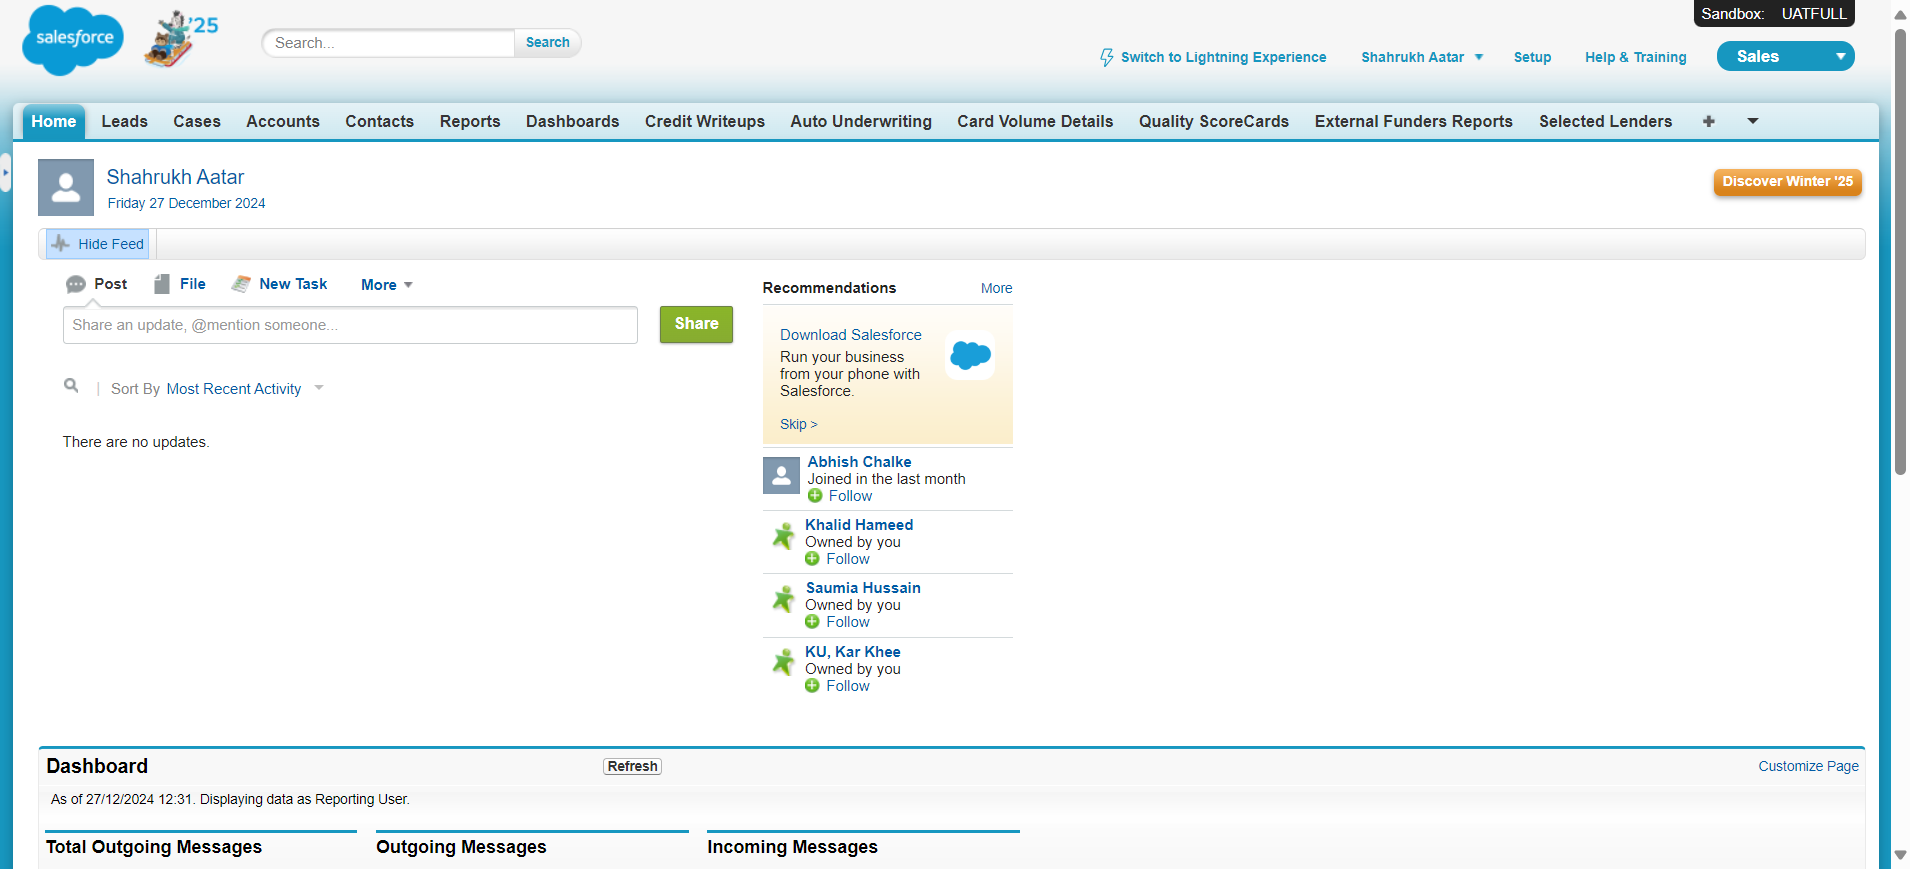 Sandbox: UATFULL
salesforce
'25
Search...
Search
Switch to Lightning Experience
Shahrukh Aatar
Setup
Help & Training
Sales
Home
Leads
Cases
Accounts
Contacts
Reports
Dashboards
Credit Writeups
Auto Underwriting
Card Volume Details
Quality ScoreCards
External Funders Reports
Selected Lenders
Shahrukh Aatar
Friday 27 December 2024
Discover Winter '25
Hide Feed
Post
File
New Task
More
Share an update, @mention someone...
Share
| Sort By Most Recent Activity
There are no updates.
Recommendations
More
Download Salesforce
Run your business
from your phone with
Salesforce.
Skip >
Abhish Chalke
Joined in the last month
Follow
Khalid Hameed
Owned by you
Follow
Saumia Hussain
Owned by you
Follow
KU, Kar Khee
Owned by you
Follow
Dashboard
Refresh
Customize Page
As of 27/12/2024 12:31. Displaying data as Reporting User.
Total Outgoing Messages
Outgoing Messages
Incoming Messages